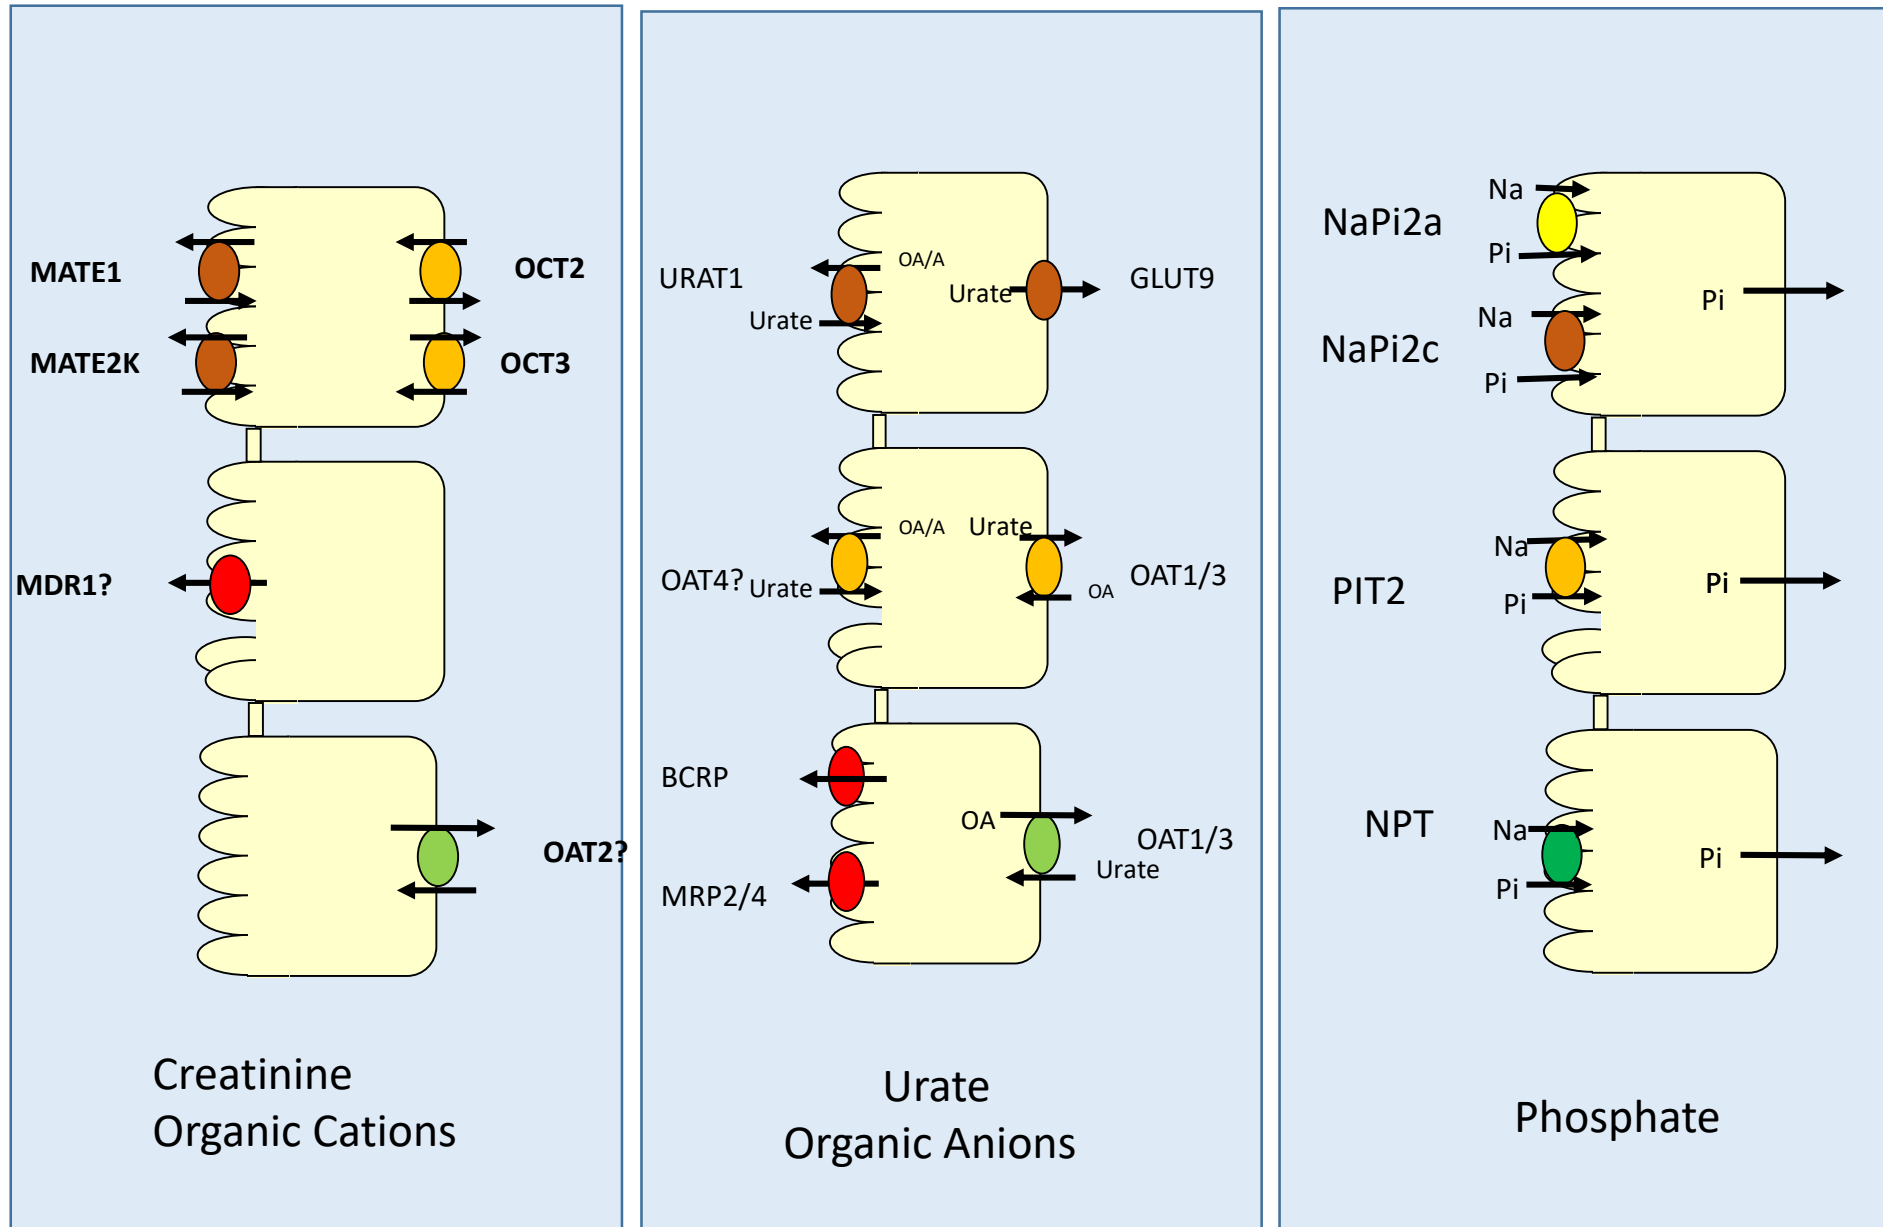 MATE1
OCT2
MATE2K
OCT3
MDR1?
OAT2?
Creatinine
Organic Cations
URAT1
OA/A
Urate
Urate
GLUT9
OAT4?
OA/A
Urate
Urate
OA
OAT1/3
BCRP
MRP2/4
OA
Urate
OAT1/3
Urate
Organic Anions
NaPi2a
Na
Pi
NaPi2c
Na
Pi
Pi
PIT2
Na
Pi
Pi
NPT
Na
Pi
Pi
Phosphate